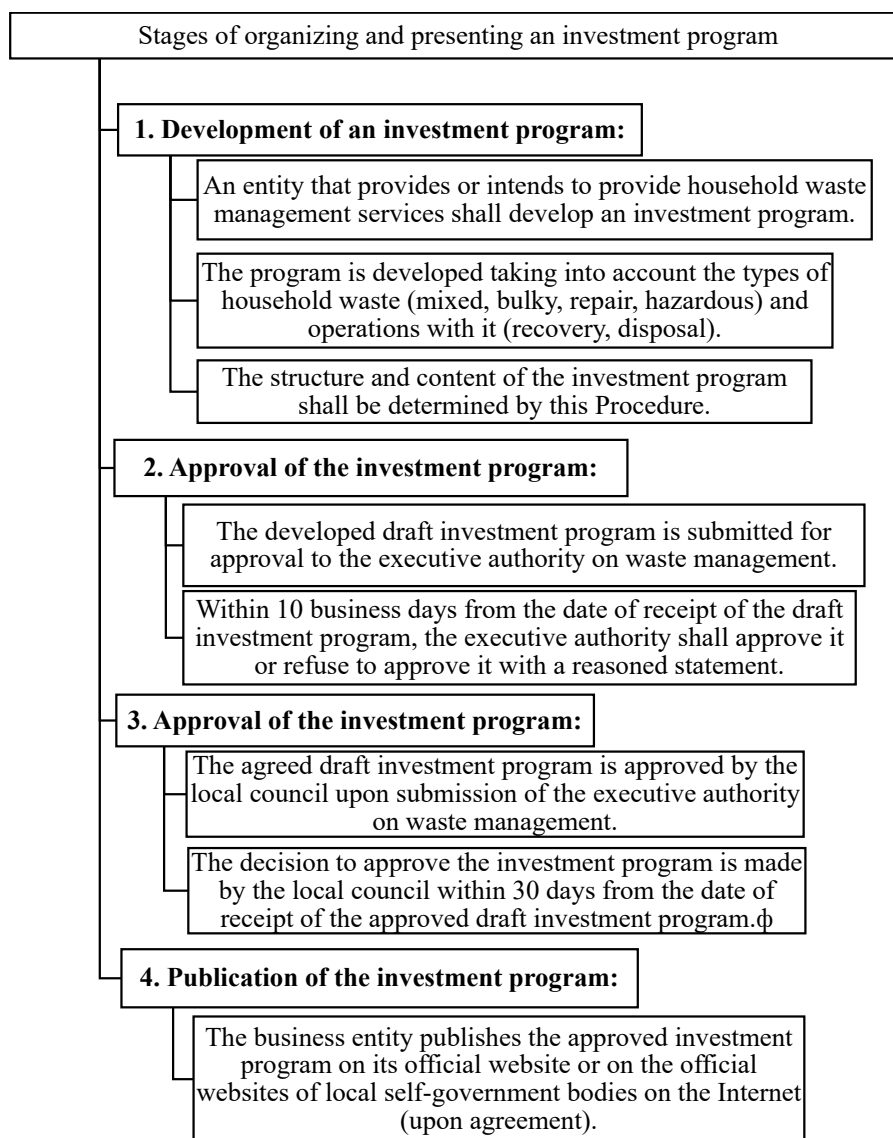 Stages of organizing and presenting an investment program
1. Development of an investment program:
An entity that provides or intends to provide household waste
management services shall develop an investment program.
The program is developed taking into account the types of
household waste (mixed, bulky, repair, hazardous) and
operations with it (recovery, disposal).
The structure and content of the investment program
shall be determined by this Procedure.
2. Approval of the investment program:
The developed draft investment program is submitted for
approval to the executive authority on waste management.
Within 10 business days from the date of receipt of the draft
investment program, the executive authority shall approve it
or refuse to approve it with a reasoned statement.
3. Approval of the investment program:
The agreed draft investment program is approved by the
local council upon submission of the executive authority
on waste management.
The decision to approve the investment program is made
by the local council within 30 days from the date of
receipt of the approved draft investment program.ф
4. Publication of the investment program:
The business entity publishes the approved investment
program on its official website or on the official
websites of local self-government bodies on the Internet
(upon agreement).